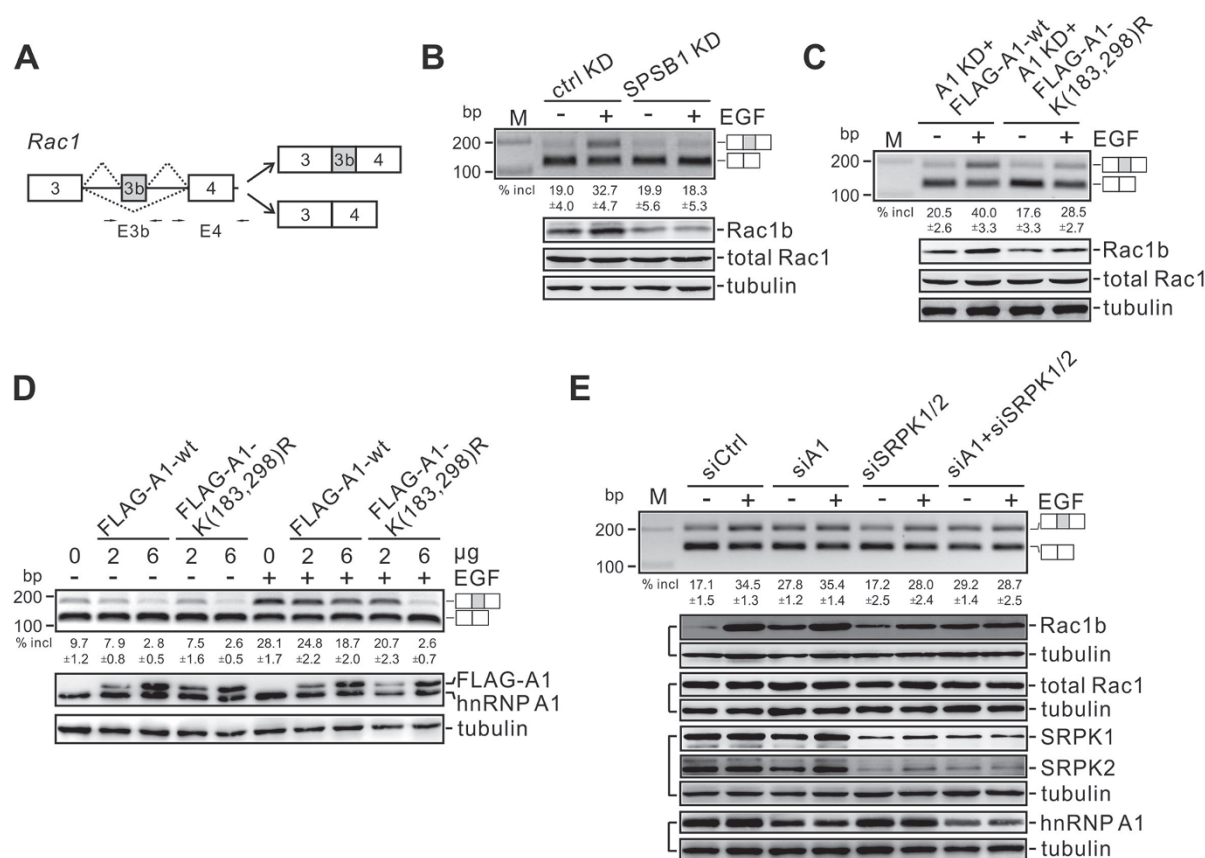 A
Rac1
3
3b
4
3
3b
4
3
4
E3b
E4
B
ctrl KD
SPSB1 KD
bp
M
-
+
-
+
EGF
200
100
% incl
19.0
32.7
19.9
18.3
±4.0
±4.7
±5.6
±5.3
Rac1b
total Rac1
tubulin
C
A1 KD+
FLAG-A1-wt
A1 KD+
FLAG-A1-
K(183,298)R
bp
M
-
+
-
+
EGF
200
100
% incl
20.5
40.0
17.6
28.5
±2.6
±3.3
±3.3
±2.7
Rac1b
total Rac1
tubulin
D
FLAG-A1-wt
FLAG-A1-
K(183,298)R
FLAG-A1-wt
FLAG-A1-
K(183,298)R
0 2 6 2 6 0 2 6 2 6 µg
bp
- - - - - + + + + + EGF
200
100
% incl
9.7 7.9 2.8 7.5 2.6 28.1 24.8 18.7 20.7 2.6
±1.2 ±0.8 ±0.5 ±1.6 ±0.5 ±1.7 ±2.2 ±2.0 ±2.3 ±0.7
FLAG-A1
hnRNP A1
tubulin
E
siCtrl
siA1
siSRPK1/2
siA1+siSRPK1/2
bp
M
- + - + - + - + EGF
200
100
% incl
17.1 34.5 27.8 35.4 17.2 28.0 29.2 28.7
±1.5 ±1.3 ±1.2 ±1.4 ±2.5 ±2.4 ±1.4 ±2.5
Rac1b
tubulin
total Rac1
tubulin
SRPK1
SRPK2
tubulin
hnRNP A1
tubulin